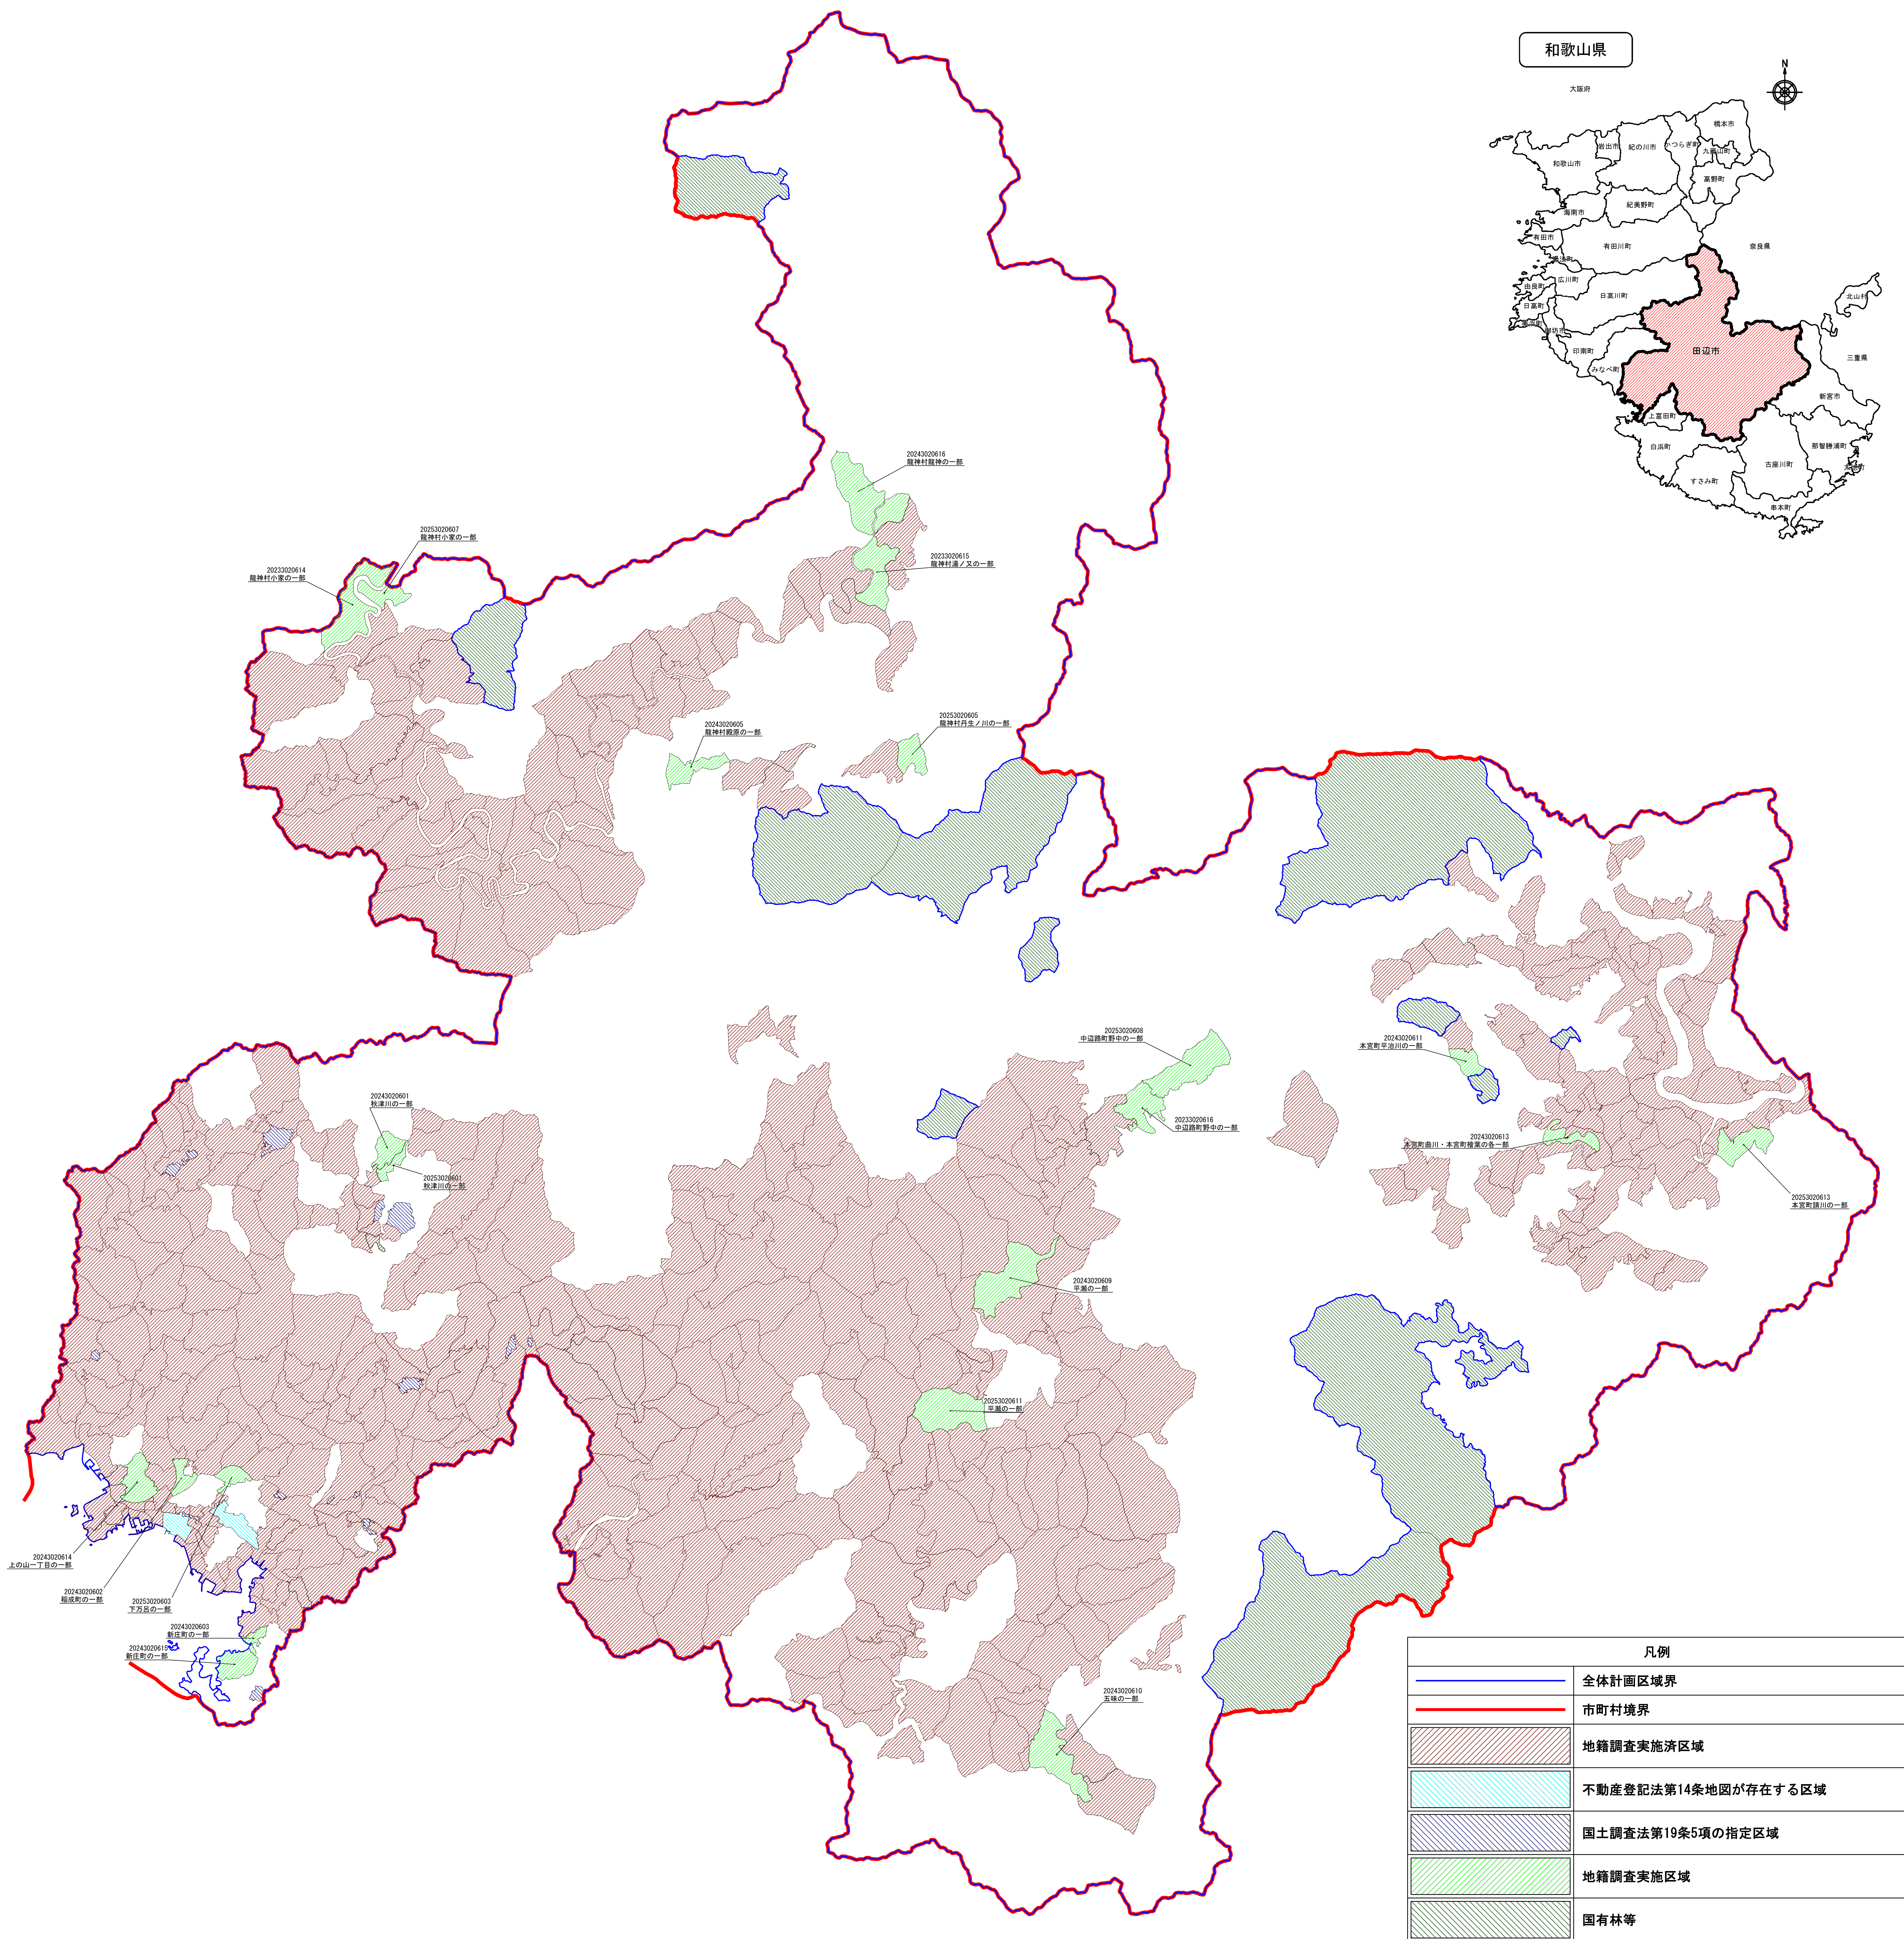 和歌山県
N
大阪府
橋本市
岩出市
紀の川市
かつらぎ町
九度山町
和歌山市
高野町
紀美野町
海南市
有田市
有田川町
奈良県
湯浅町
広川町
由良町
日高川町
北山村
日高町
美浜町
御坊市
印南町
田辺市
三重県
みなべ町
新宮市
上富田町
白浜町
那智勝浦町
古座川町
太地町
すさみ町
串本町
20243020616
龍神村龍神の一部
20253020607
龍神村小家の一部
20233020615
龍神村湯ノ又の一部
20233020614
龍神村小家の一部
20253020605
龍神村丹生ノ川の一部
20243020605
龍神村殿原の一部
20253020608
中辺路町野中の一部
20243020611
本宮町平治川の一部
20243020601
秋津川の一部
20233020616
中辺路町野中の一部
20243020613
本宮町曲川・本宮町檜葉の各一部
20253020601
秋津川の一部
20253020613
本宮町請川の一部
20243020609
平瀬の一部
20253020611
平瀬の一部
20243020614
上の山一丁目の一部
20243020602
稲成町の一部
20253020603
下万呂の一部
20243020603
新庄町の一部
20243020615
新庄町の一部
20243020610
五味の一部
凡例
全体計画区域界
市町村境界
地籍調査実施済区域
不動産登記法第14条地図が存在する区域
国土調査法第19条5項の指定区域
地籍調査実施区域
国有林等